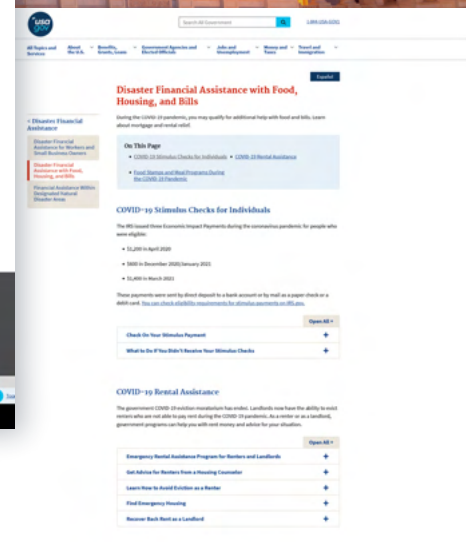 usa
gov
Search All Government
1-844-USA-GOV1
All Topics and Services
About the U.S.
Benefits, Grants, Loans
Government Agencies and Elected Officials
Jobs and Unemployment
Money and Taxes
Travel and Immigration
Español
Disaster Financial Assistance with Food,
Housing, and Bills
During the COVID-19 pandemic, you may qualify for additional help with food and bills. Learn
about mortgage and rental relief.
< Disaster Financial
Assistance
Disaster Financial
Assistance for Workers and
Small Business Owners
Disaster Financial
Assistance with Food,
Housing, and Bills
Financial Assistance Within
Designated Natural
Disaster Areas
On This Page
• COVID-19 Stimulus Checks for Individuals • COVID-19 Rental Assistance
• Food Stamps and Meal Programs During
the COVID-19 Pandemic
COVID-19 Stimulus Checks for Individuals
The IRS issued three Economic Impact Payments during the coronavirus pandemic for people who
were eligible:
• $1,200 in April 2020
• $600 in December 2020/January 2021
• $1,400 in March 2021
These payments were sent by direct deposit to a bank account or by mail as a paper check or a
debit card. You can check eligibility requirements for stimulus payments on IRS.gov.
Open All +
Check On Your Stimulus Payment +
What to Do if You Didn't Receive Your Stimulus Checks +
COVID-19 Rental Assistance
The government COVID-19 eviction moratorium has ended. Landlords now have the ability to evict
renters who are not able to pay rent during the COVID-19 pandemic. As a renter or as a landlord,
government programs can help you with rent money and advice for your situation.
Open All +
Emergency Rental Assistance Program for Renters and Landlords +
Get Advice for Renters from a Housing Counselor +
Learn How to Avoid Eviction as a Renter +
Find Emergency Housing +
Recover Back Rent as a Landlord +